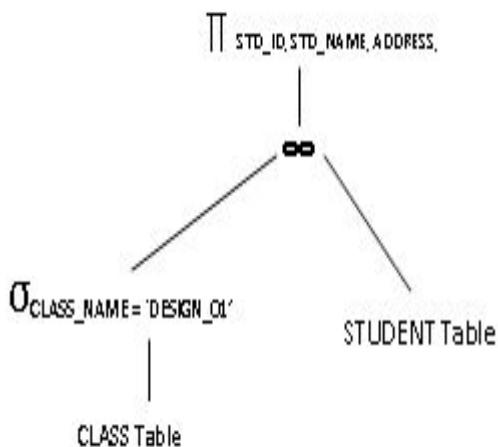 ∏ STD_ID, STD_NAME, ADDRESS,
∞
σ CLASS_NAME = 'DESIGN_01'
STUDENT Table
CLASS Table